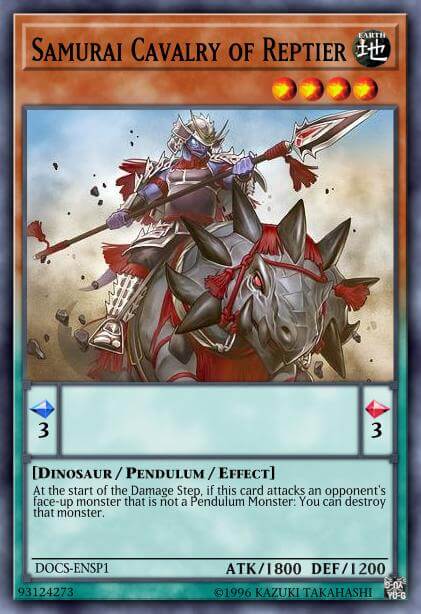 Samurai Cavalry of Reptier
EARTH
地
3
3
[Dinosaur / Pendulum / Effect]
At the start of the Damage Step, if this card attacks an opponent's
face-up monster that is not a Pendulum Monster: You can destroy
that monster.
DOCS-ENSP1
ATK/1800 DEF/1200
93124273
©1996 KAZUKI TAKAHASHI